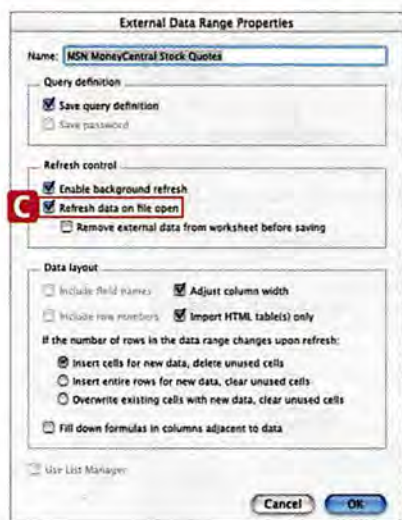 External Data Range Properties
Name: MSN MoneyCentral Stock Quotes
Query definition
Save query definition
Save password
Refresh control
Enable background refresh
C Refresh data on file open
Remove external data from worksheet before saving
Data layout
Include field names Adjust column width
Include row numbers Import HTML table(s) only
If the number of rows in the data range changes upon refresh:
Insert cells for new data, delete unused cells
Insert entire rows for new data, clear unused cells
Overwrite existing cells with new data, clear unused cells
Fill down formulas in columns adjacent to data
Use List Manager
Cancel OK